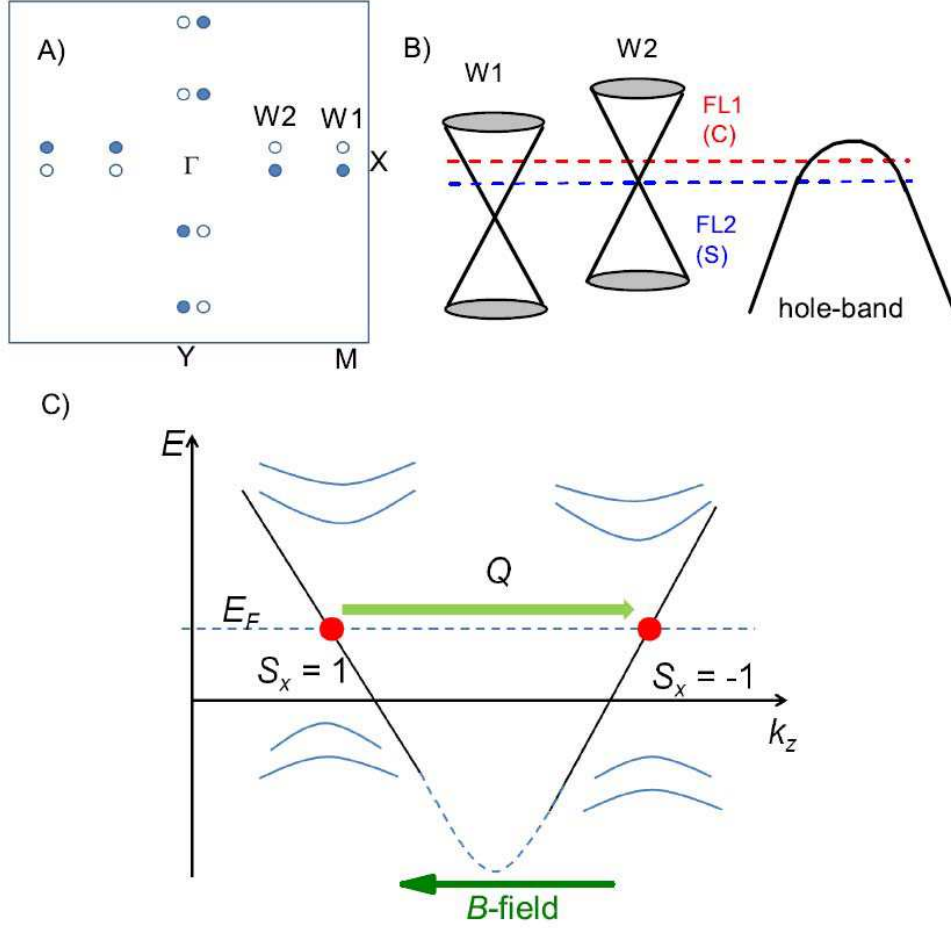 A)
W2 W1
Γ
X
Y
M
B)
W1
W2
FL1
(C)
FL2
(S)
hole-band
C)
E
Q
E_F
S_x = 1
S_x = -1
k_z
B-field